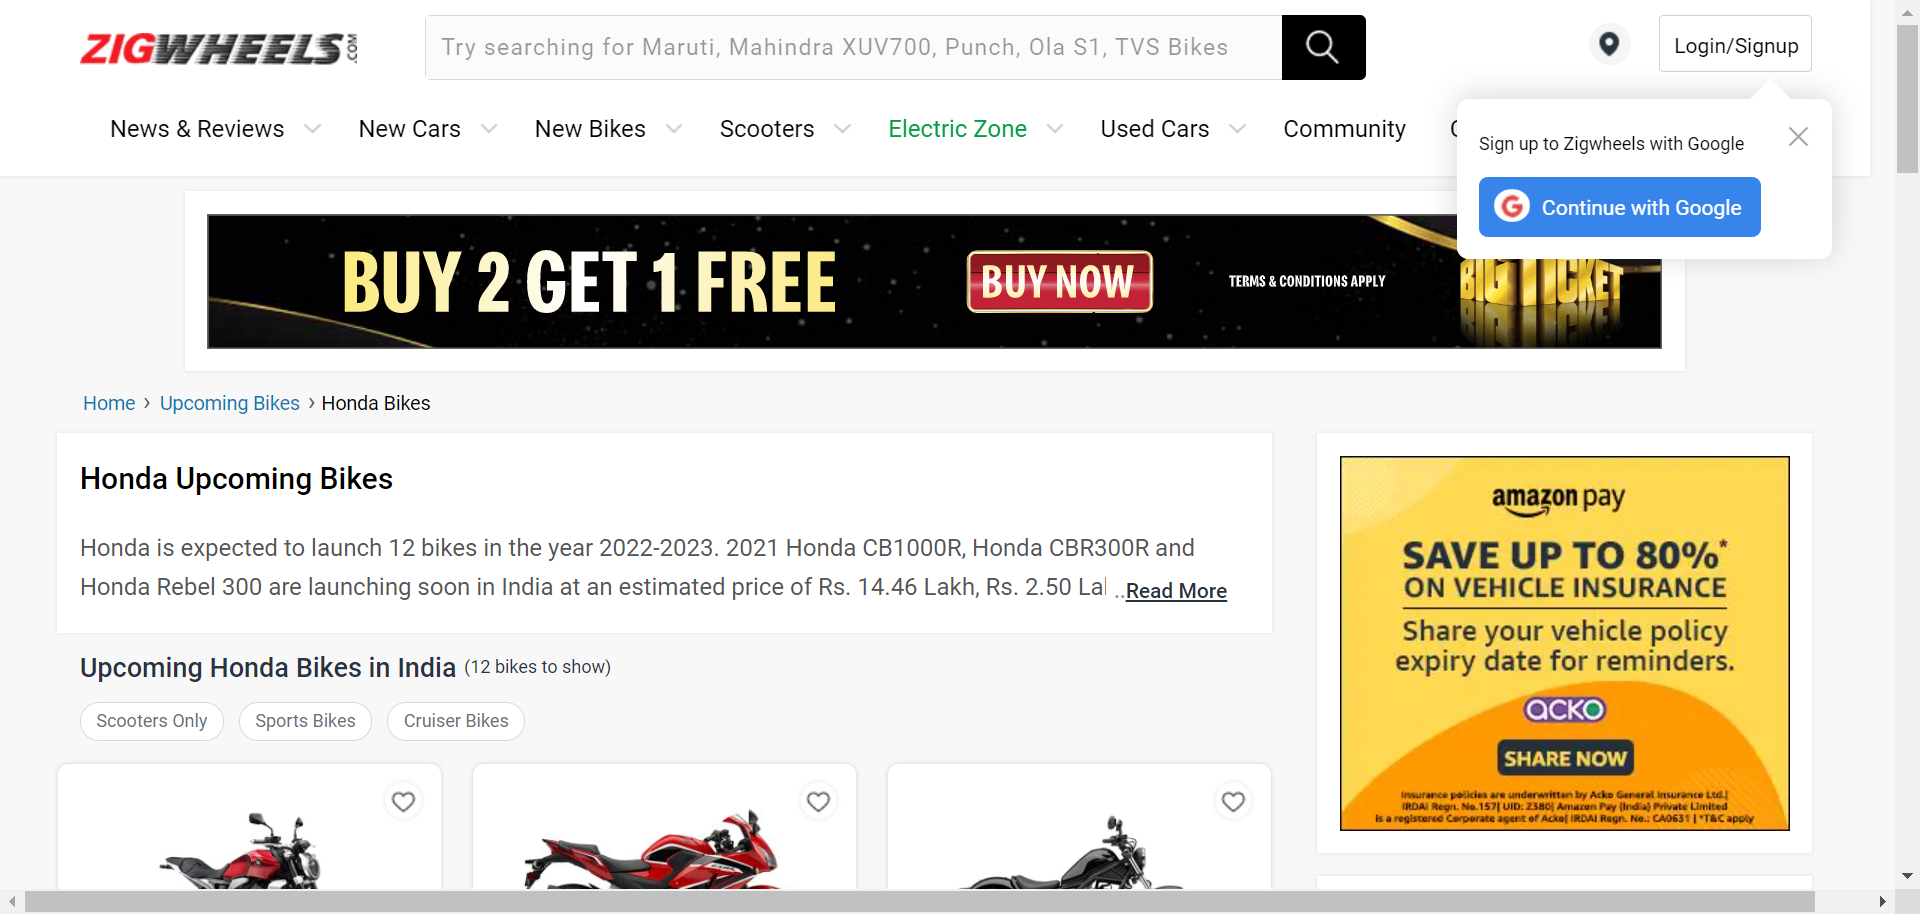 ZIGWHEELS.COM
Try searching for Maruti, Mahindra XUV700, Punch, Ola S1, TVS Bikes
Login/Signup
News & Reviews
New Cars
New Bikes
Scooters
Electric Zone
Used Cars
Community
Sign up to Zigwheels with Google
Continue with Google
BUY 2 GET 1 FREE
BUY NOW
TERMS & CONDITIONS APPLY
BIG TICKET
Home › Upcoming Bikes › Honda Bikes
Honda Upcoming Bikes
Honda is expected to launch 12 bikes in the year 2022-2023. 2021 Honda CB1000R, Honda CBR300R and
Honda Rebel 300 are launching soon in India at an estimated price of Rs. 14.46 Lakh, Rs. 2.50 Lal ..Read More
Upcoming Honda Bikes in India (12 bikes to show)
Scooters Only
Sports Bikes
Cruiser Bikes
amazon pay
SAVE UP TO 80%*
ON VEHICLE INSURANCE
Share your vehicle policy
expiry date for reminders.
acko
SHARE NOW
Insurance policies are underwritten by Acko General Insurance Ltd.|
IRDAI Regn. No.157| UID: 2380| Amazon Pay (India) Private Limited
is a registered Corporate agent of Acko| IRDAI Regn. No.: CA0631 | *T&C apply